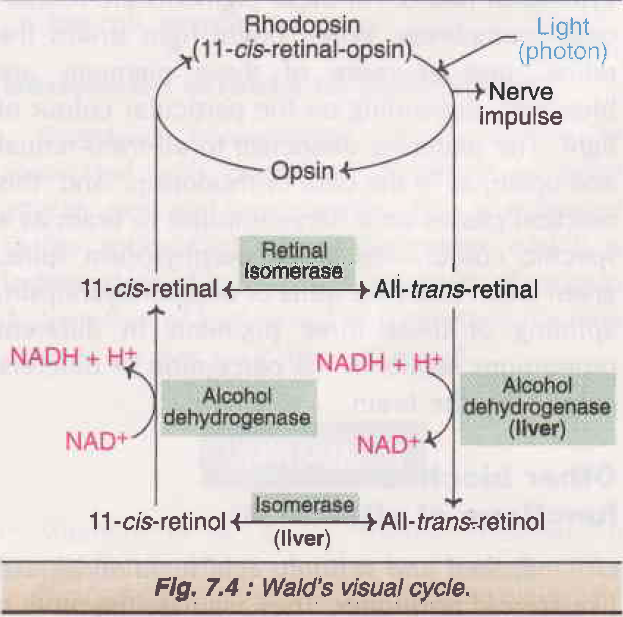 Rhodopsin
(11-cis-retinal-opsin)
Light
(photon)
Nerve
impulse
Opsin
Retinal
isomerase
11-cis-retinal
All-trans-retinal
NADH + H+
NADH + H+
Alcohol
dehydrogenase
Alcohol
dehydrogenase
(liver)
NAD+
NAD+
Isomerase
11-cis-retinol
(liver)
All-trans-retinol
Fig. 7.4 : Wald's visual cycle.